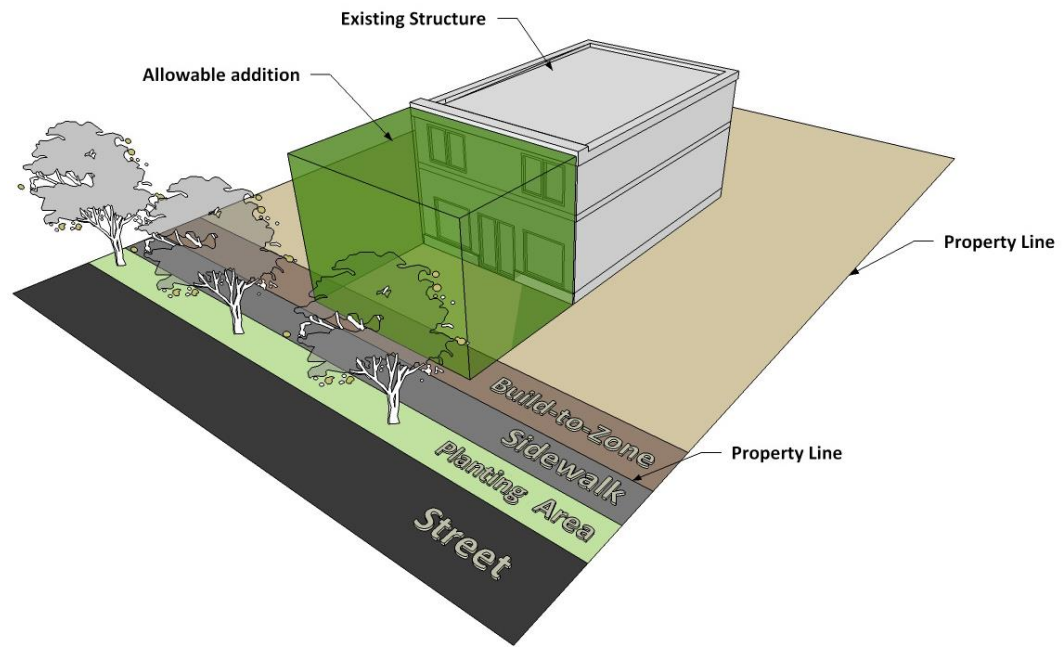 Existing Structure
Allowable addition
Property Line
Build-to-Zone
Sidewalk
Property Line
Planting Area
Street